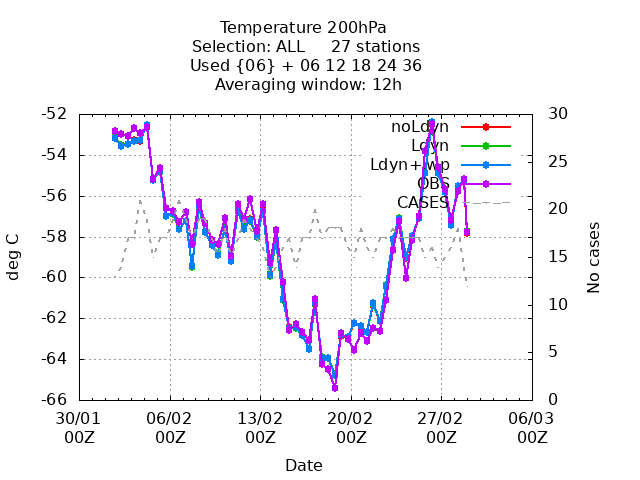 Temperature 200hPa
Selection: ALL     27 stations
Used {06} + 06 12 18 24 36
Averaging window: 12h
-52
-54
-56
-58
-60
-62
-64
-66
30
25
20
15
10
5
0
noLdyn
Ldyn
OBS
CASES
deg C
No cases
30/01 06/02 13/02 20/02 27/02 06/03
00Z 00Z 00Z 00Z 00Z 00Z
Date